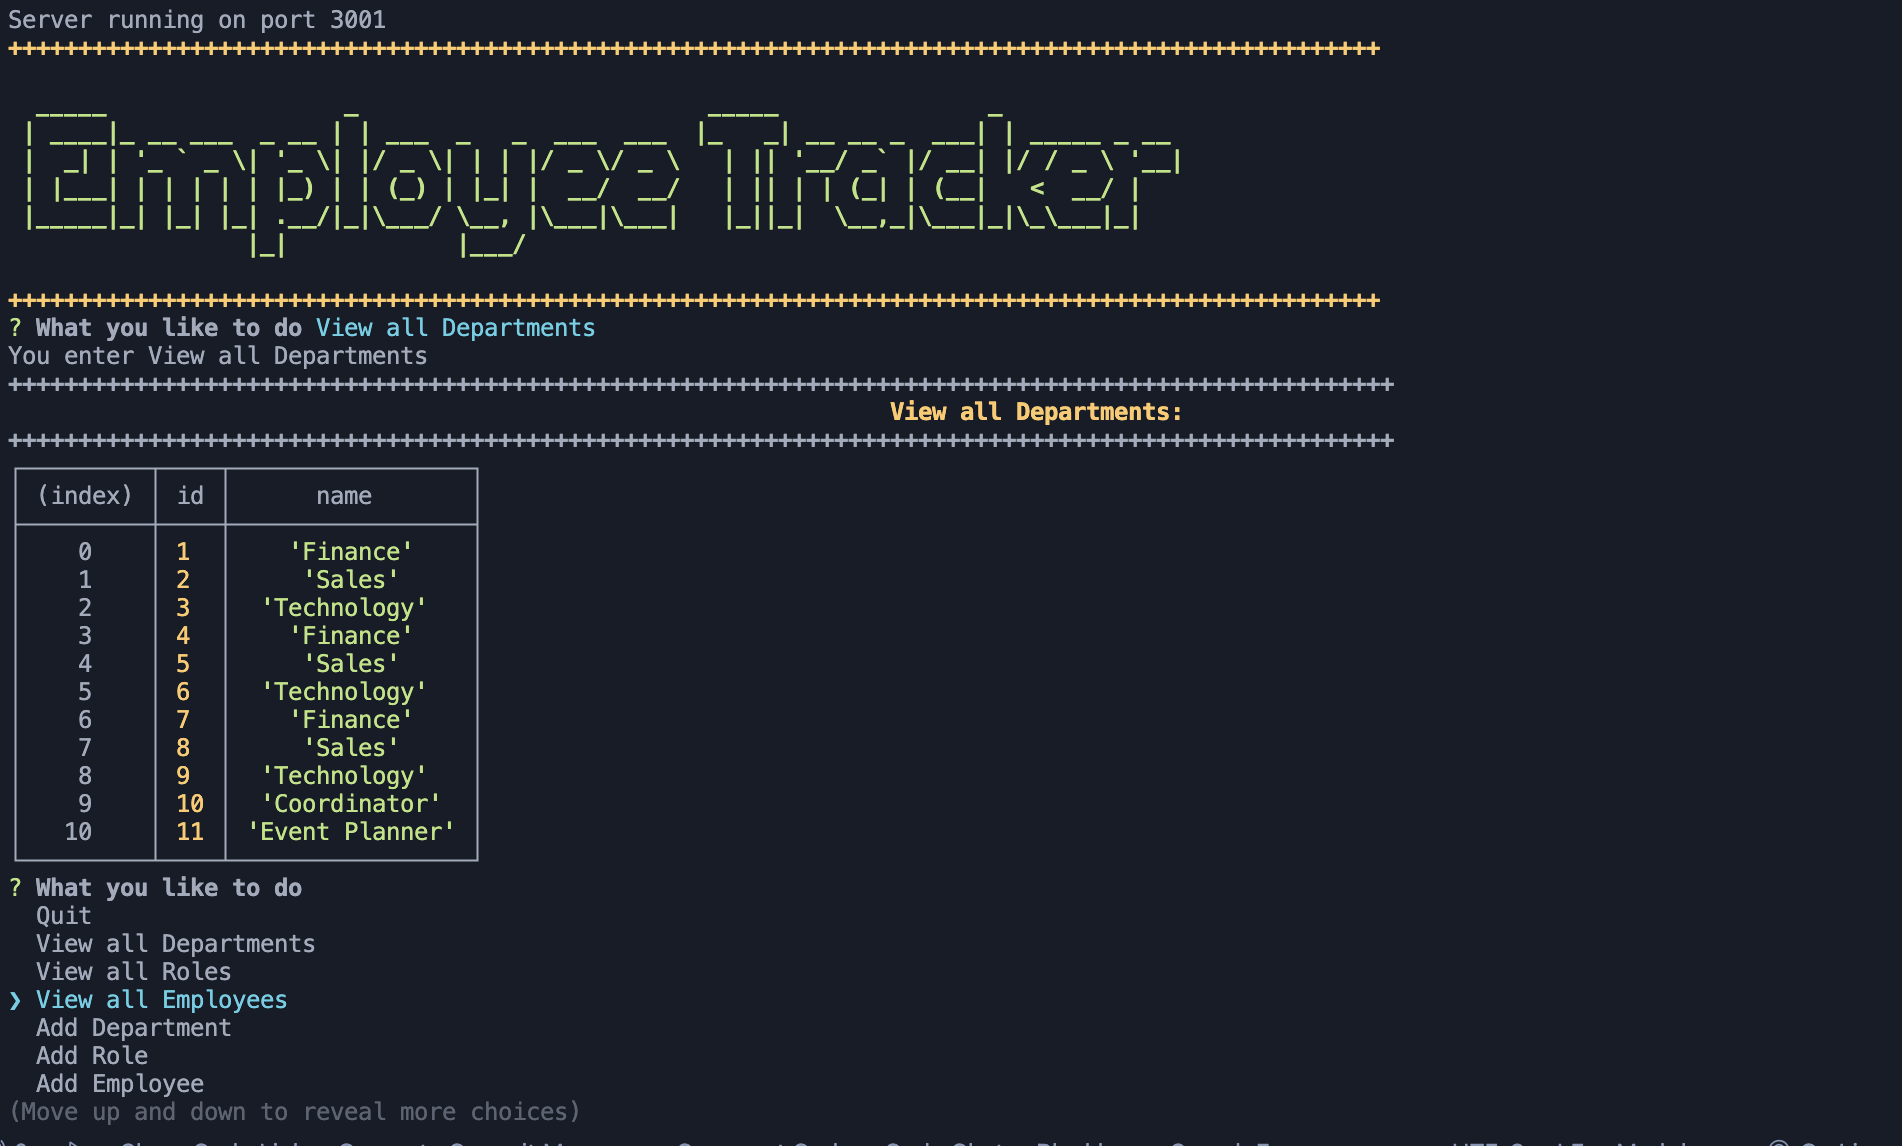 Server running on port 3001
++++++++++++++++++++++++++++++++++++++++++++++++++++++++++++++++++++++++++++++++++++++++++++++++++
Employee Tracker
++++++++++++++++++++++++++++++++++++++++++++++++++++++++++++++++++++++++++++++++++++++++++++++++++
? What you like to do View all Departments
You enter View all Departments
+++++++++++++++++++++++++++++++++++++++++++++++++++++++++++++++++++++++++++++++++++++++++++++++++++
View all Departments:
+++++++++++++++++++++++++++++++++++++++++++++++++++++++++++++++++++++++++++++++++++++++++++++++++++
(index) id name
0 1 'Finance'
1 2 'Sales'
2 3 'Technology'
3 4 'Finance'
4 5 'Sales'
5 6 'Technology'
6 7 'Finance'
7 8 'Sales'
8 9 'Technology'
9 10 'Coordinator'
10 11 'Event Planner'
? What you like to do
Quit
View all Departments
View all Roles
❯ View all Employees
Add Department
Add Role
Add Employee
(Move up and down to reveal more choices)